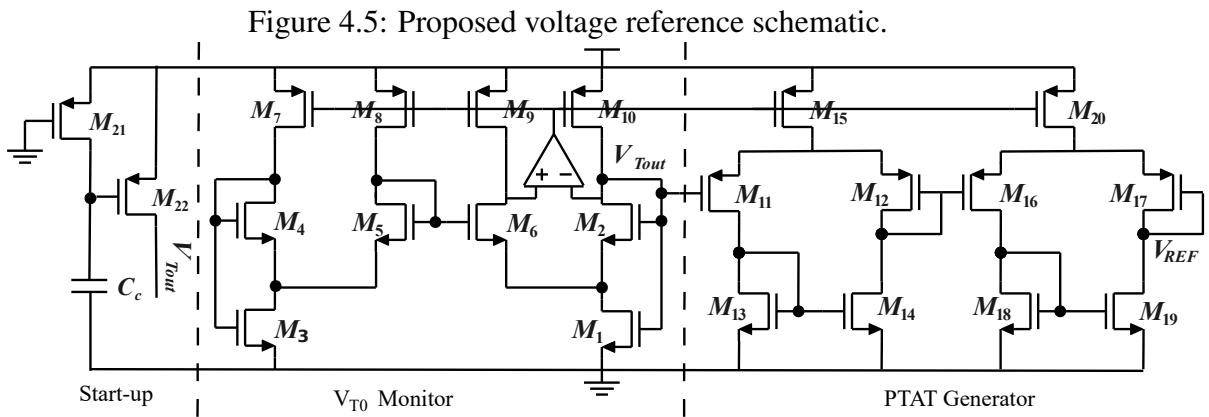 Figure 4.5: Proposed voltage reference schematic.
M7
M8
M9
M10
M15
M20
M21
M22
VTout
+ -
VTout
M11
M12
M16
M17
M4
M5
M6
M2
VREF
Cc
M3
M1
M13
M14
M18
M19
Start-up
VT0 Monitor
PTAT Generator